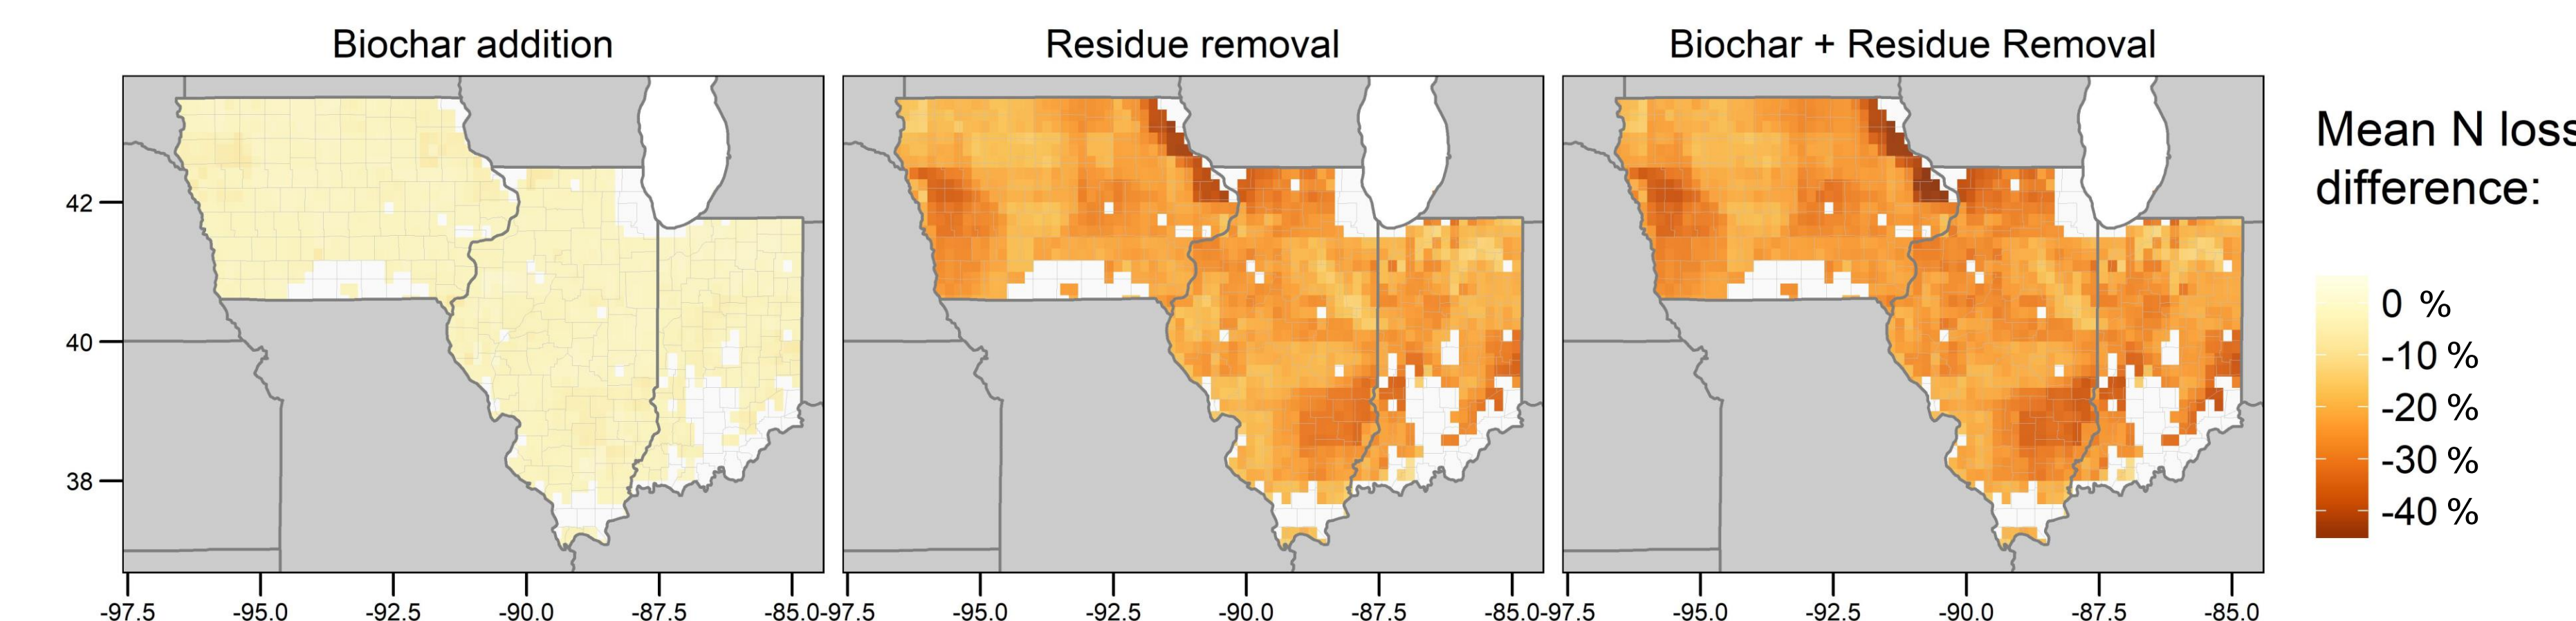 Biochar addition
Residue removal
Biochar + Residue Removal
Mean N loss
difference:
0 %
-10 %
-20 %
-30 %
-40 %
42
40
38
-97.5 -95.0 -92.5 -90.0 -87.5 -85.0
-97.5 -95.0 -92.5 -90.0 -87.5 -85.0
-97.5 -95.0 -92.5 -90.0 -87.5 -85.0